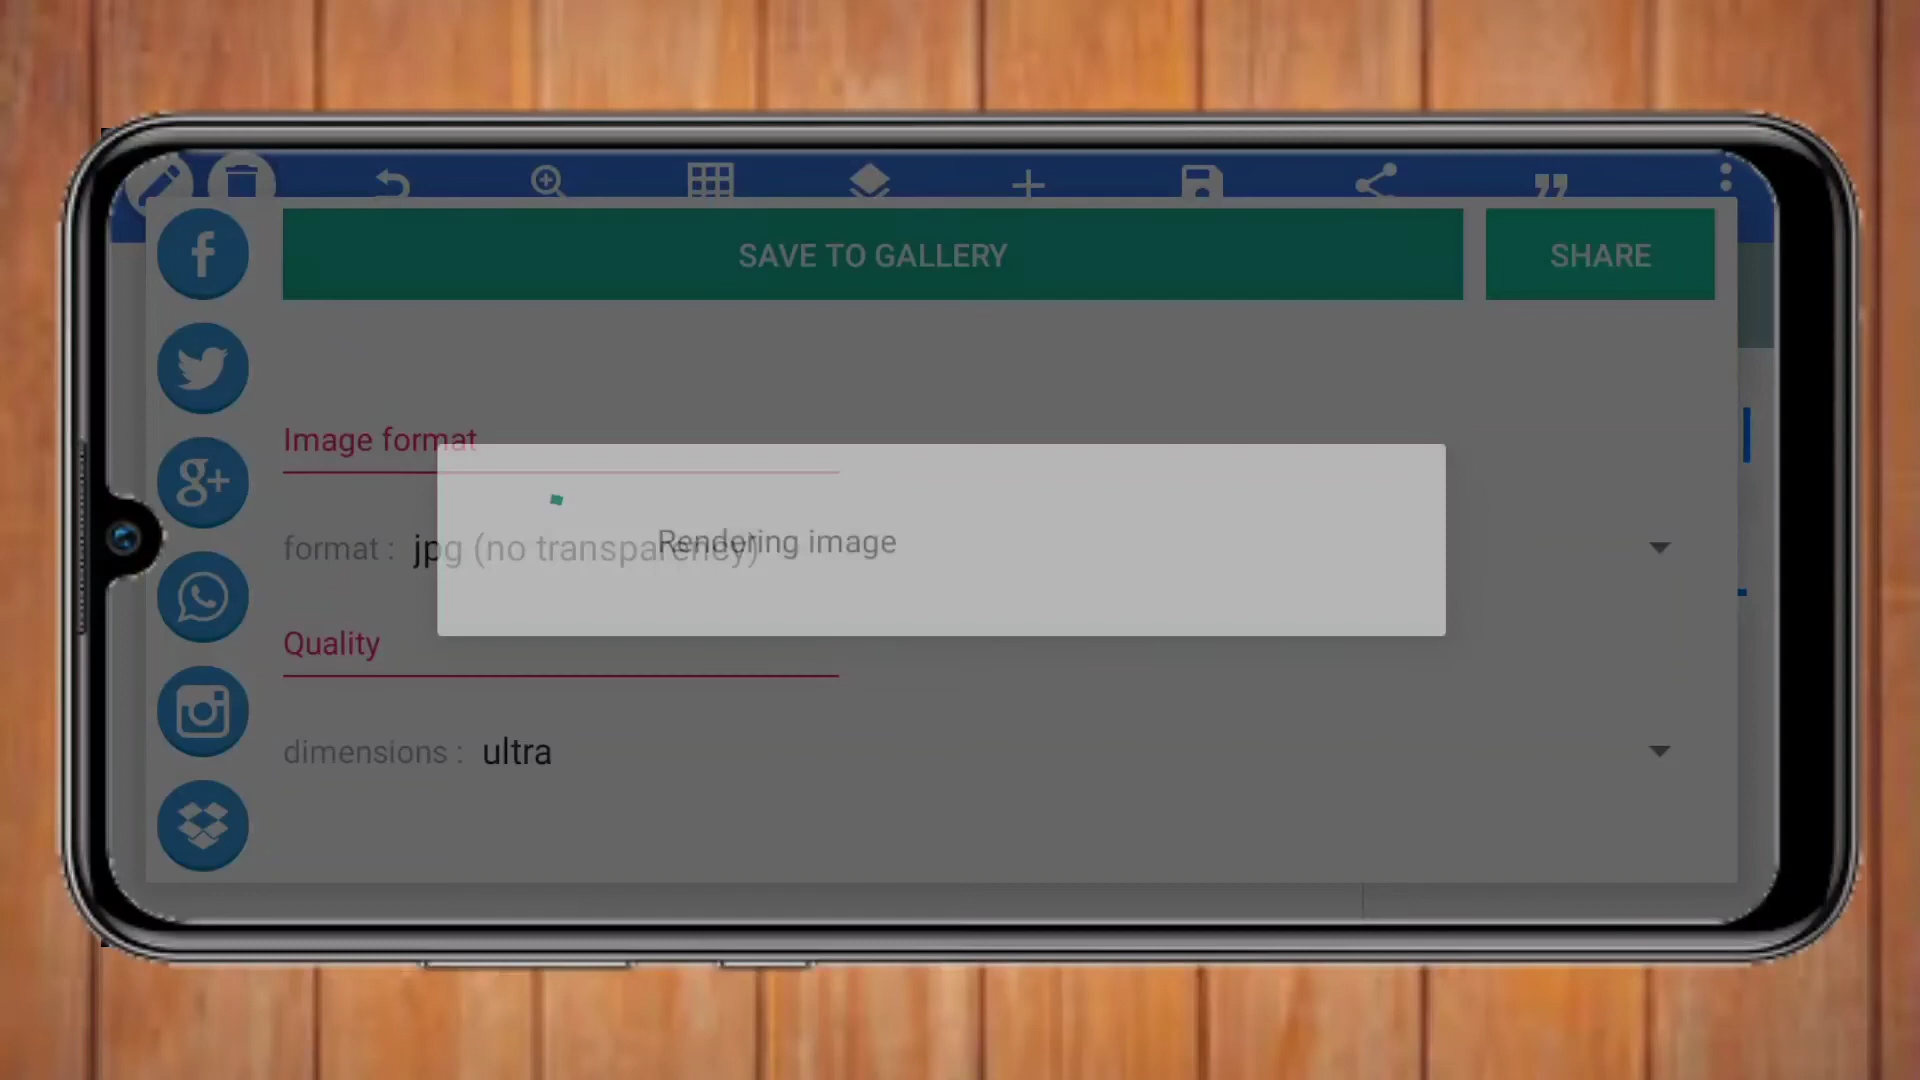 SAVE TO GALLERY
SHARE
Image format
format : jpg (no transparency)
Rendering image
Quality
dimensions : ultra